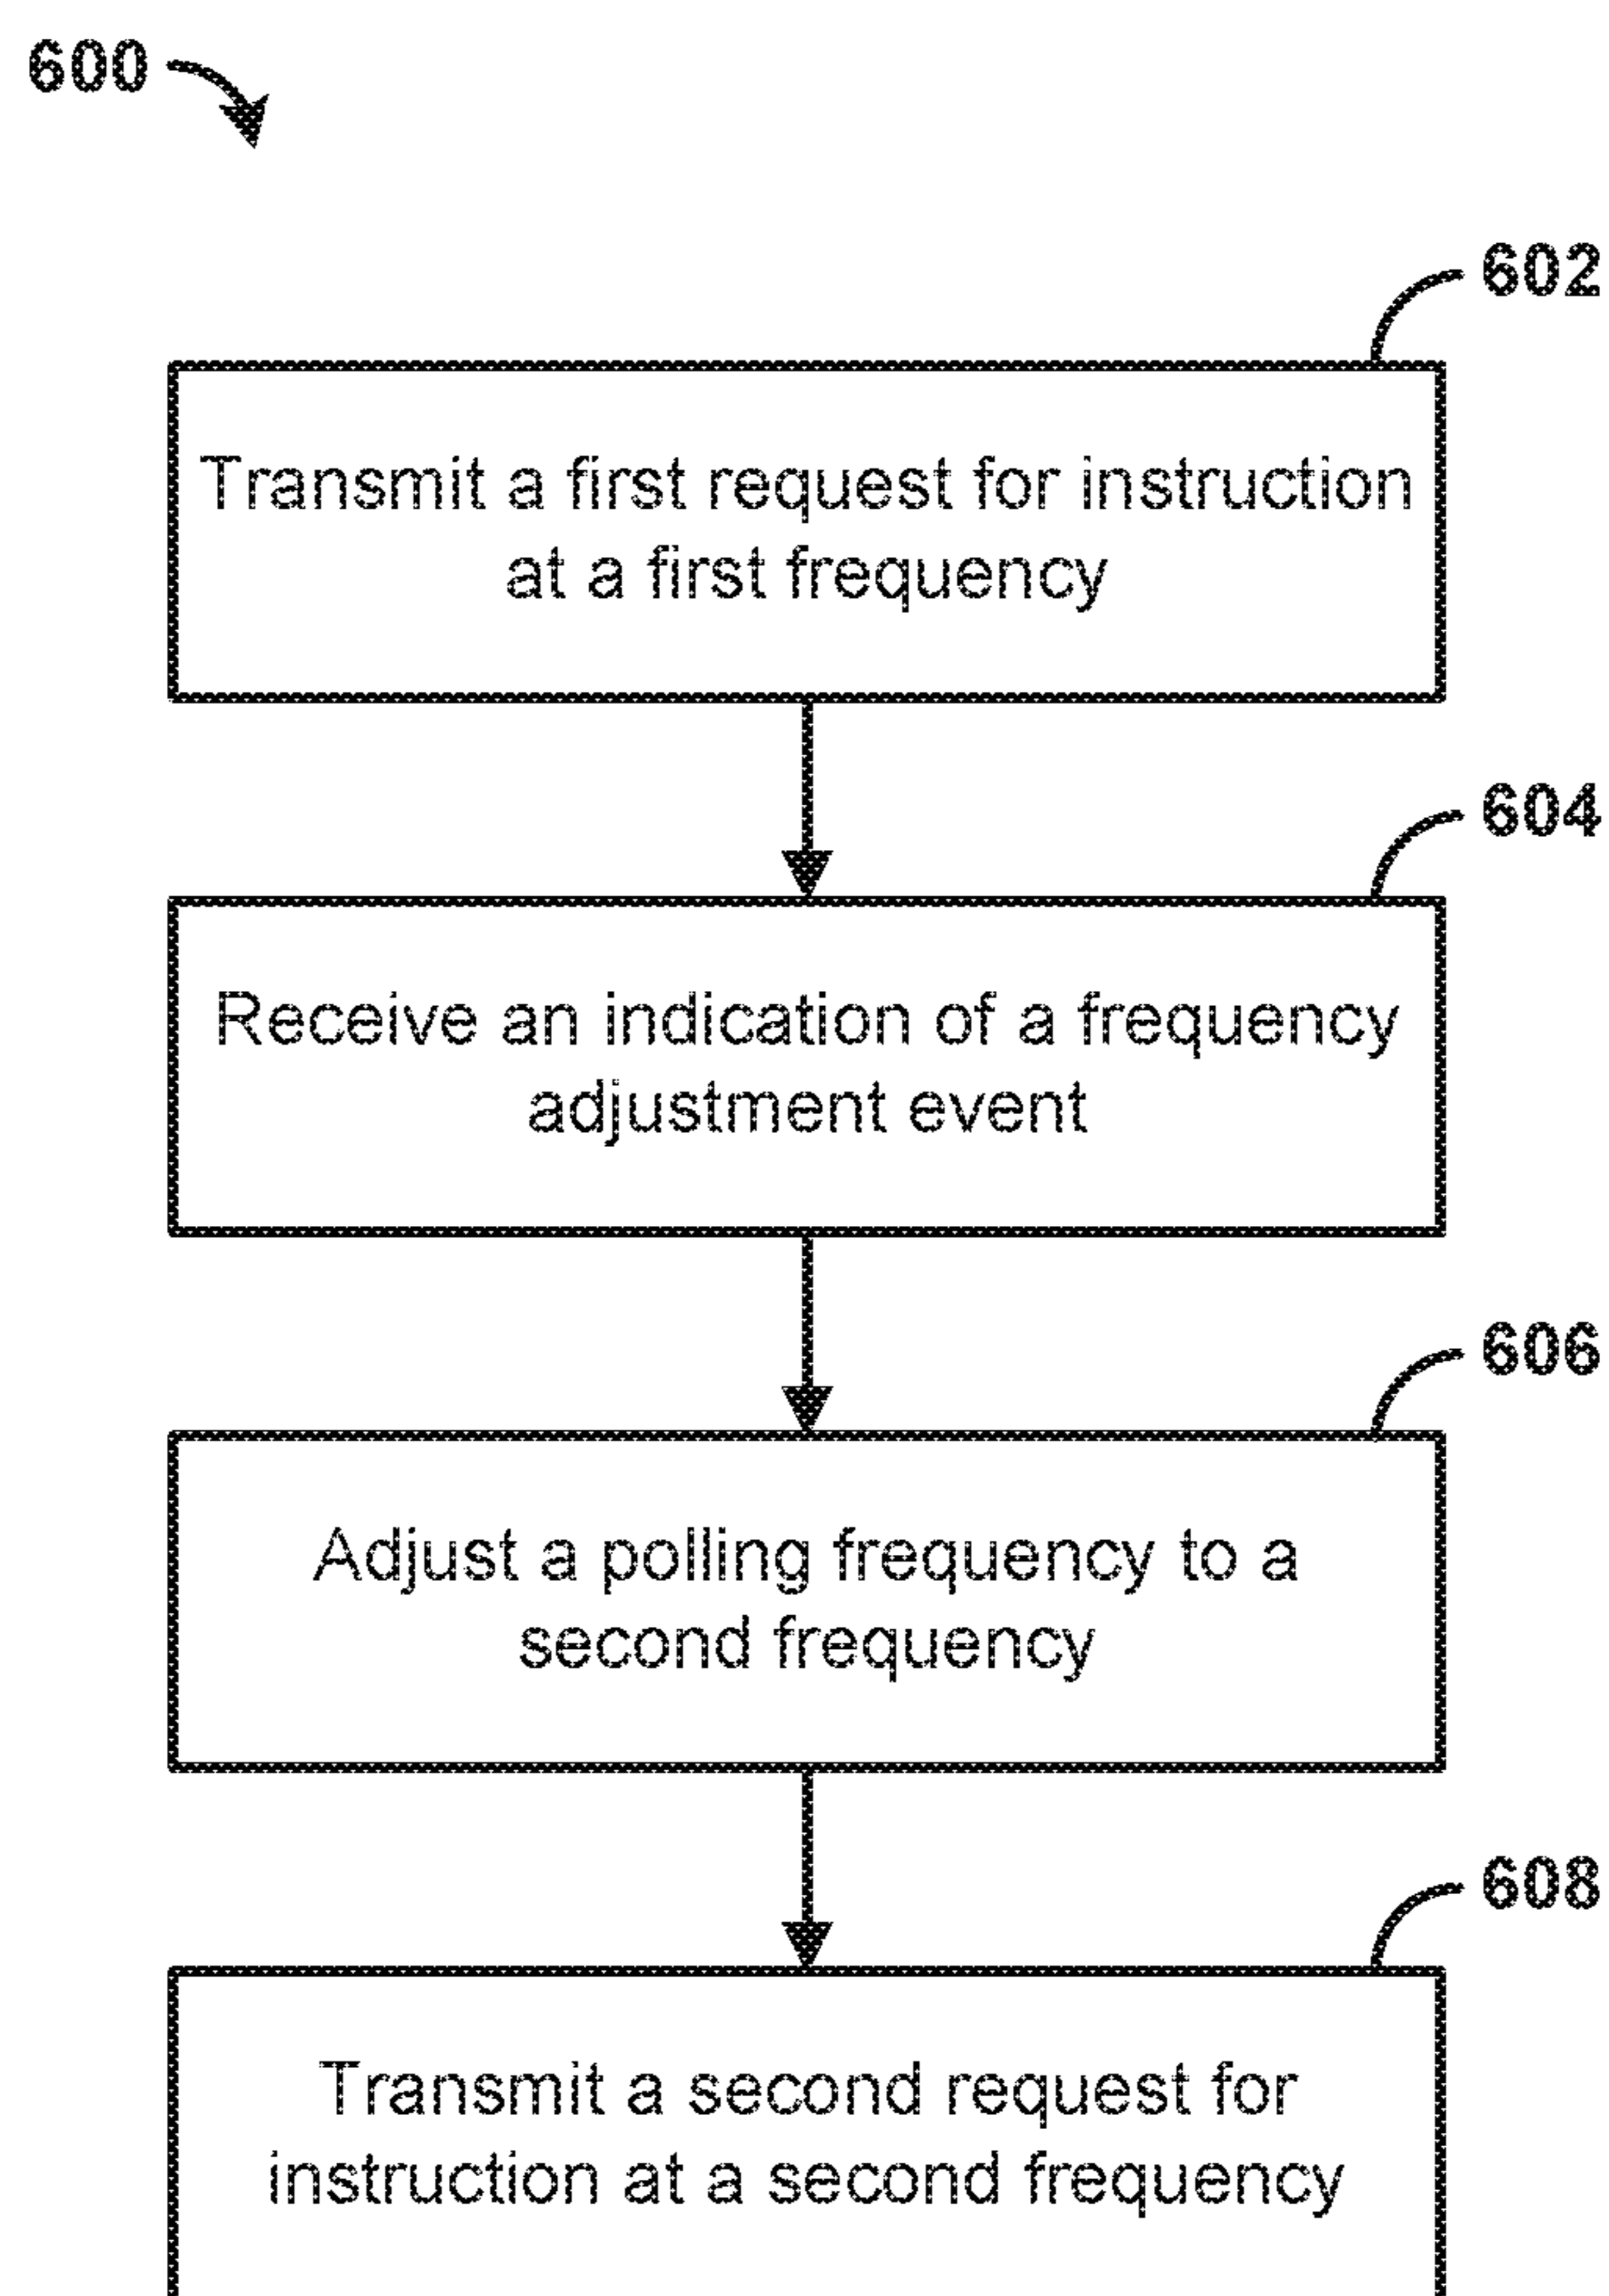 600
602
Transmit a first request for instruction
at a first frequency
604
Receive an indication of a frequency
adjustment event
606
Adjust a polling frequency to a
second frequency
608
Transmit a second request for
instruction at a second frequency